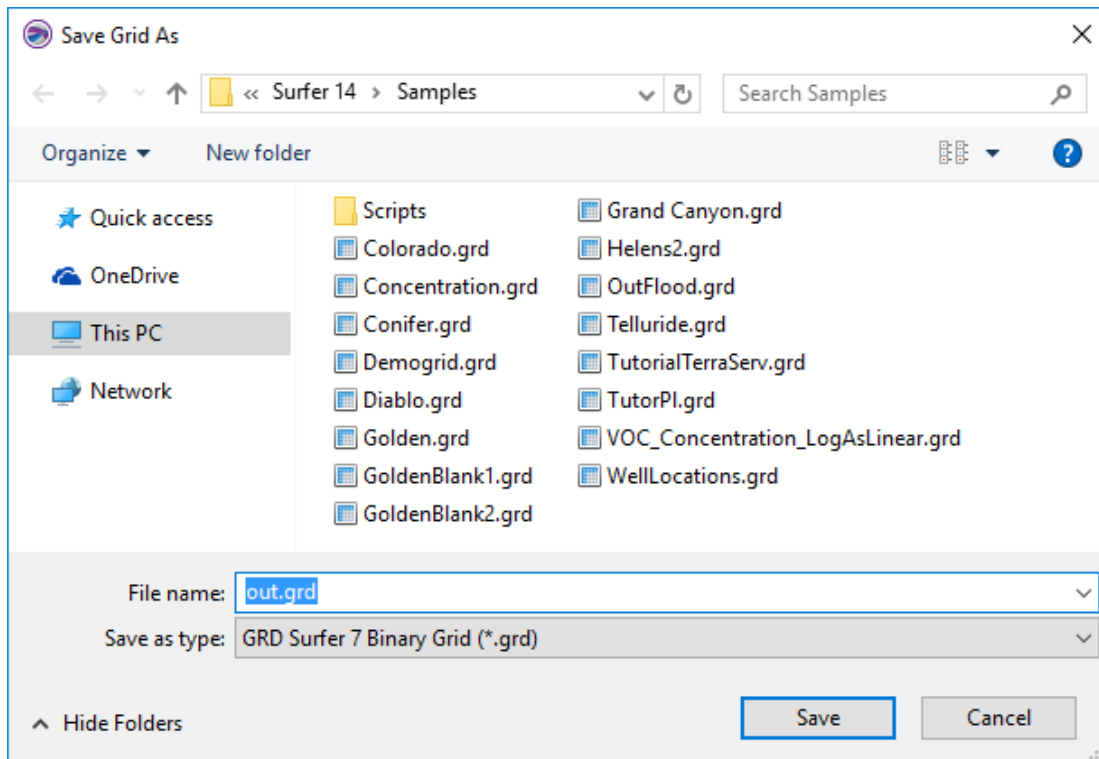 Save Grid As
« Surfer 14 > Samples
Search Samples
Organize
New folder
?
Quick access
OneDrive
This PC
Network
Scripts
Colorado.grd
Concentration.grd
Conifer.grd
Demogrid.grd
Diablo.grd
Golden.grd
GoldenBlank1.grd
GoldenBlank2.grd
Grand Canyon.grd
Helens2.grd
OutFlood.grd
Telluride.grd
TutorialTerraServ.grd
TutorPl.grd
VOC_Concentration_LogAsLinear.grd
WellLocations.grd
File name: out.grd
Save as type: GRD Surfer 7 Binary Grid (*.grd)
Hide Folders
Save
Cancel